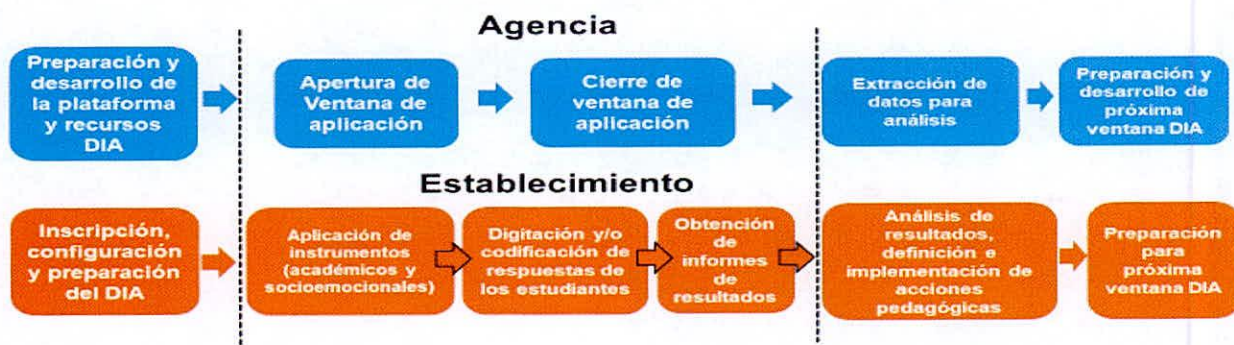 Agencia
Preparación y
desarrollo de
la plataforma
y recursos
DIA
Apertura de
Ventana de
aplicación
Cierre de
ventana de
aplicación
Extracción de
datos para
análisis
Preparación y
desarrollo de
próxima
ventana DIA
Establecimiento
Inscripción,
configuración
y preparación
del DIA
Aplicación de
instrumentos
(académicos y
socioemocionales)
Digitación y/o
codificación de
respuestas de
los estudiantes
Obtención
de
informes
de
resultados
Análisis de
resultados,
definición e
implementación de
acciones
pedagógicas
Preparación
para
próxima
ventana DIA